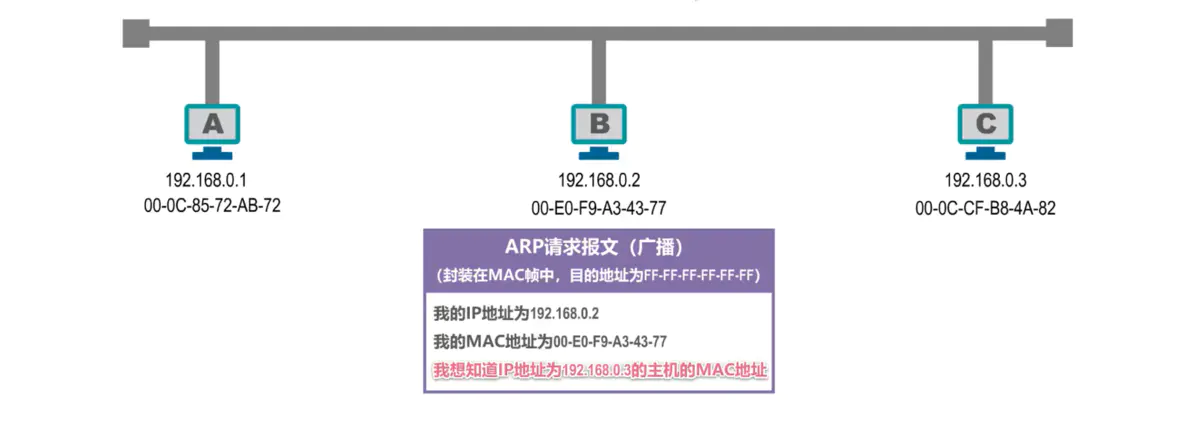 A
B
C
192.168.0.1
192.168.0.2
192.168.0.3
00-0C-85-72-AB-72
00-E0-F9-A3-43-77
00-0C-CF-B8-4A-82
ARP请求报文（广播）
（封装在MAC帧中，目的地址为FF-FF-FF-FF-FF-FF）
我的IP地址为192.168.0.2
我的MAC地址为00-E0-F9-A3-43-77
我想知道IP地址为192.168.0.3的主机的MAC地址